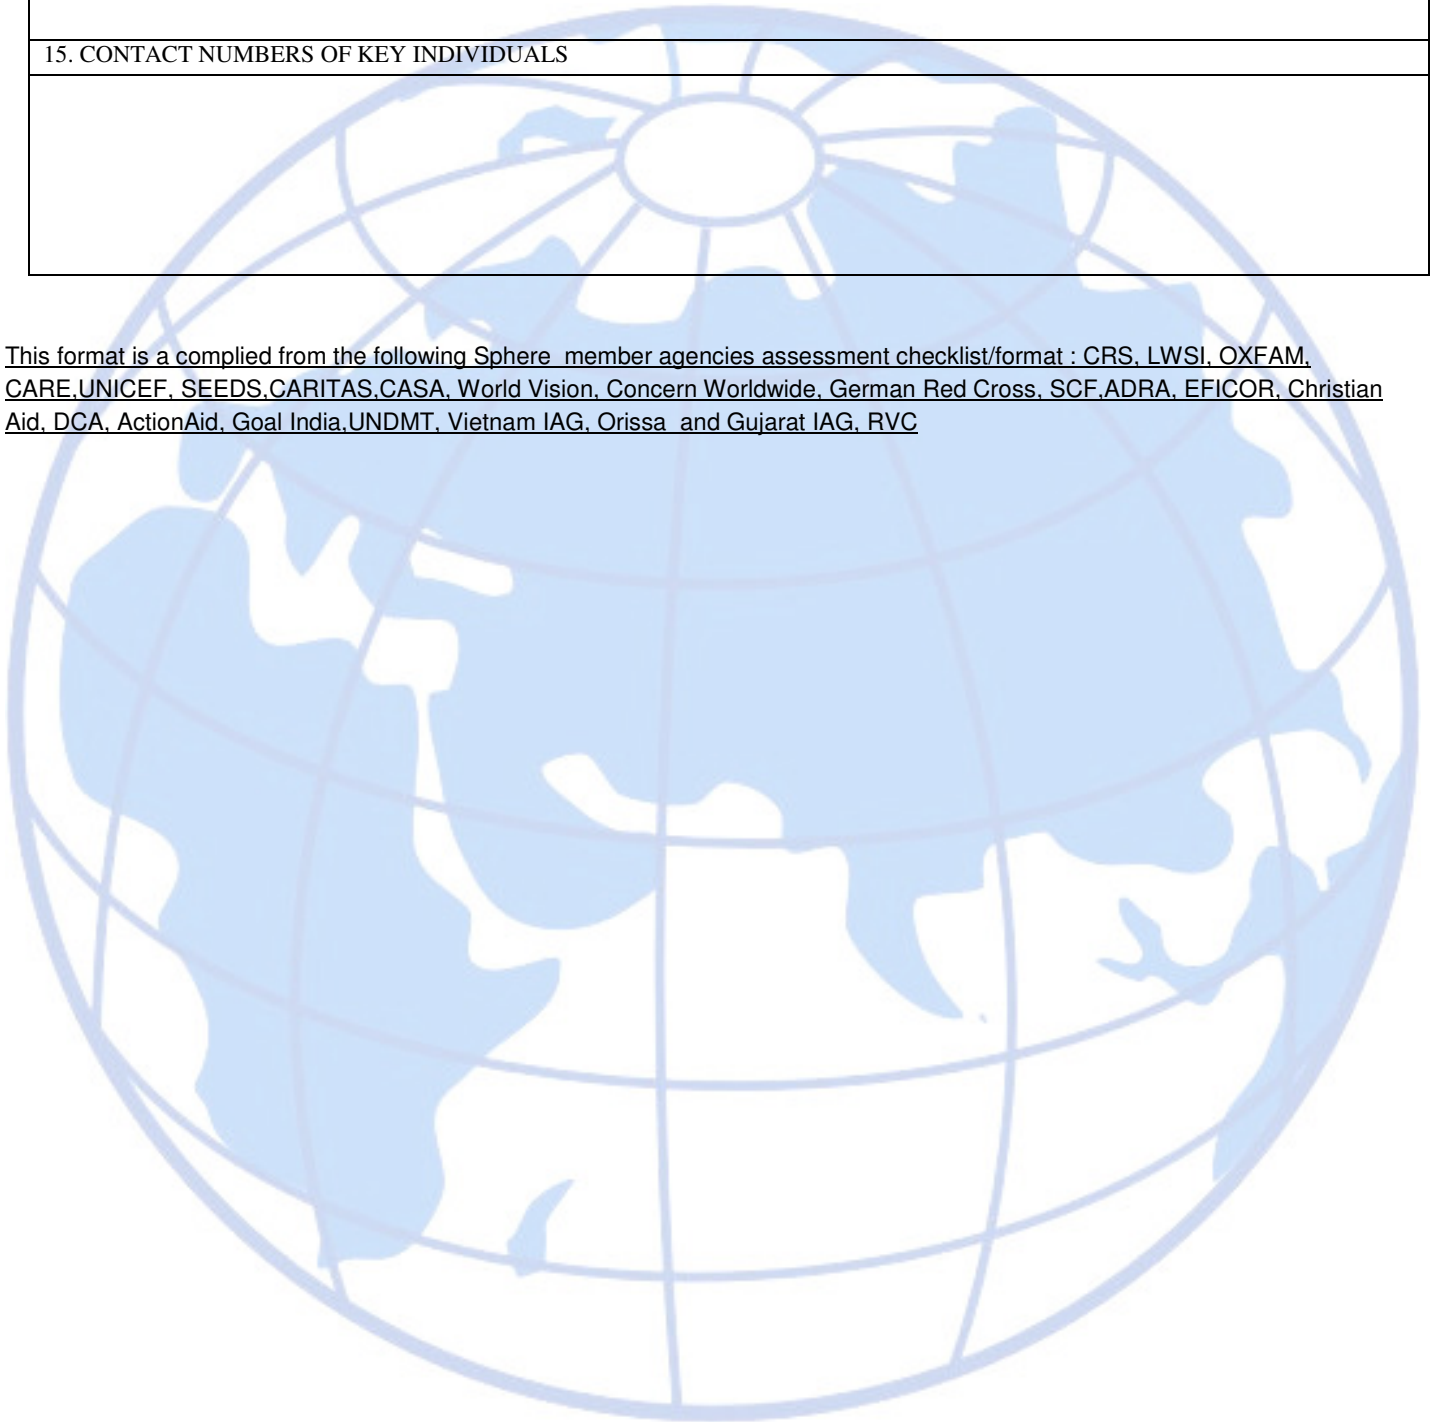 15. CONTACT NUMBERS OF KEY INDIVIDUALS
This format is a complied from the following Sphere  member agencies assessment checklist/format : CRS, LWSI, OXFAM,
CARE,UNICEF, SEEDS,CARITAS,CASA, World Vision, Concern Worldwide, German Red Cross, SCF,ADRA, EFICOR, Christian
Aid, DCA, ActionAid, Goal India,UNDMT, Vietnam IAG, Orissa  and Gujarat IAG, RVC